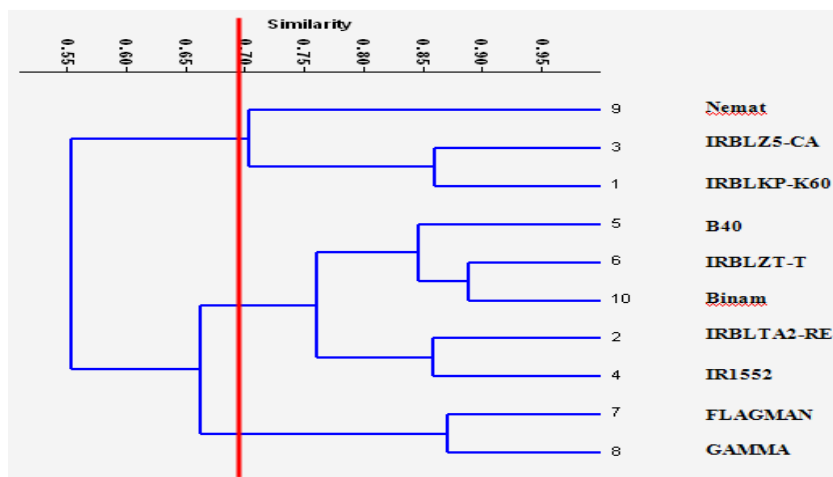 Similarity
0.55 0.60 0.65 0.70 0.75 0.80 0.85 0.90 0.95
9 Nemat
3 IRBLZ5-CA
1 IRBLKP-K60
5 B40
6 IRBLZT-T
10 Binam
2 IRBLTA2-RE
4 IR1552
7 FLAGMAN
8 GAMMA